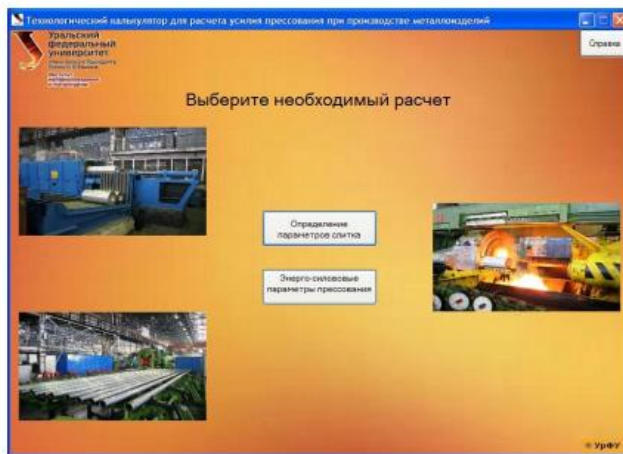 Технологический калькулятор для расчета усилия прессования при производстве металлоизделий
Уральский
федеральный
университет
Справка
Выберите необходимый расчет
Определение
параметров слитка
Энерго-силововые
параметры прессования
© УрФУ